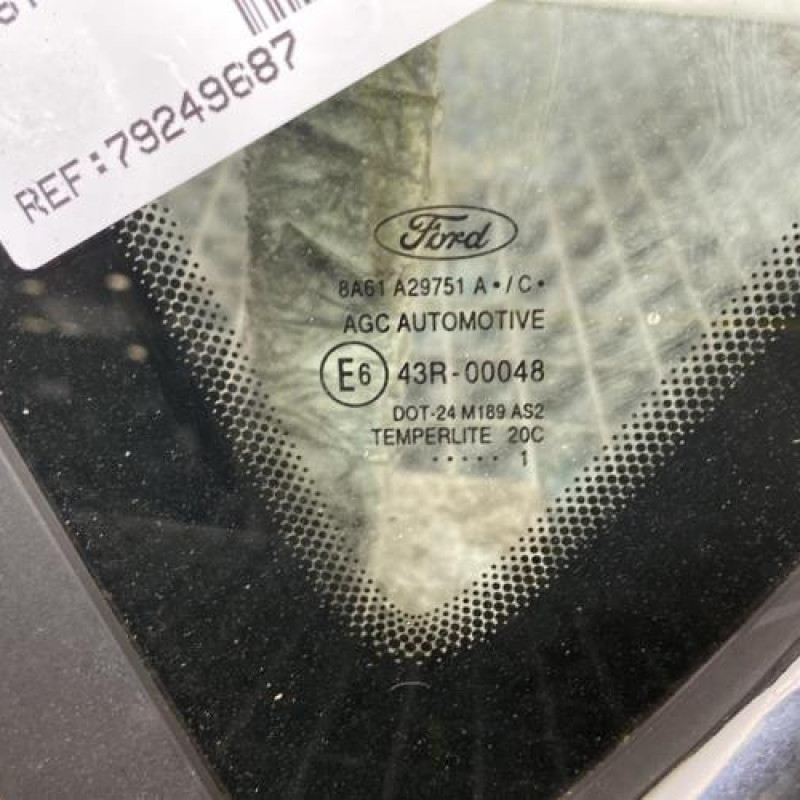 REF:79249687
Ford
8A61 A29751 A•/C•
AGC AUTOMOTIVE
E6 43R-00048
DOT-24 M189 AS2
TEMPERLITE 20C
••••• 1